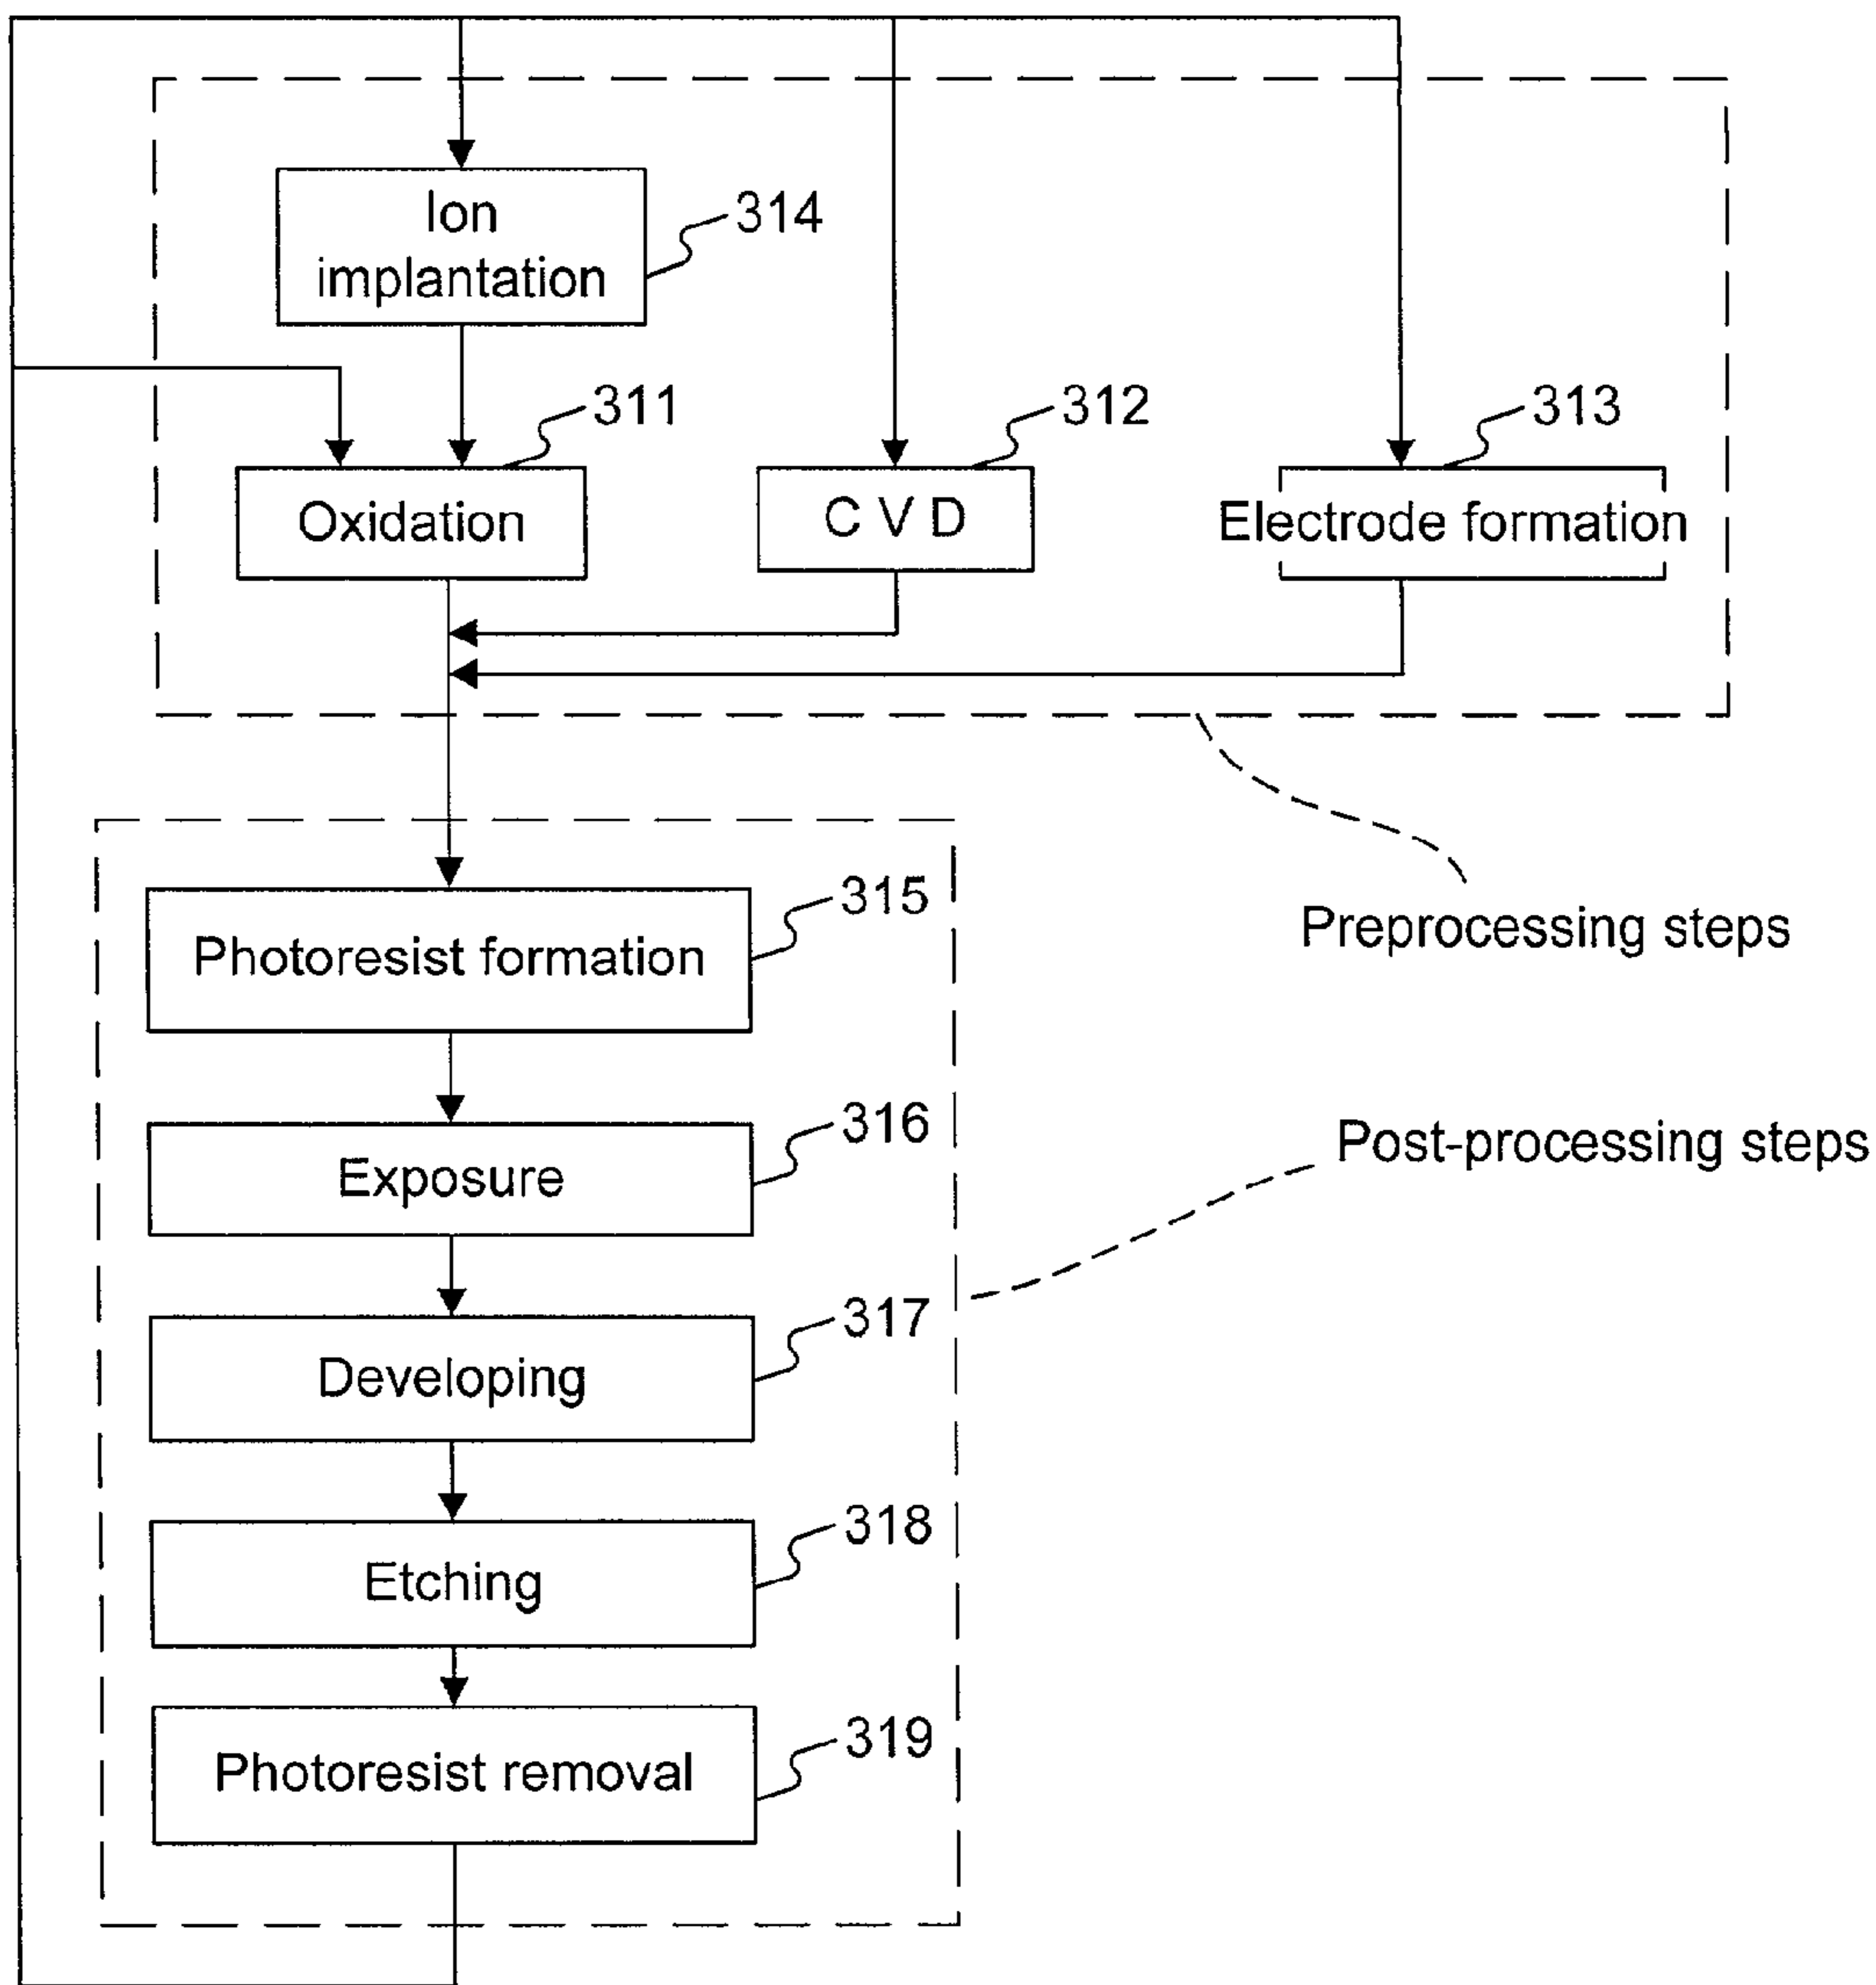 Ion
implantation
314
311
312
313
Oxidation
C V D
Electrode formation
315
Photoresist formation
Preprocessing steps
316
Exposure
Post-processing steps
317
Developing
318
Etching
319
Photoresist removal